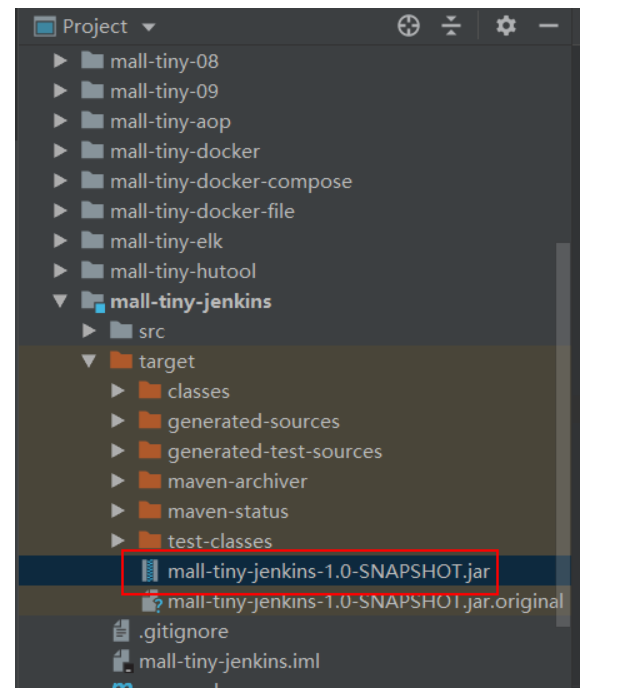 Project
mall-tiny-08
mall-tiny-09
mall-tiny-aop
mall-tiny-docker
mall-tiny-docker-compose
mall-tiny-docker-file
mall-tiny-elk
mall-tiny-hutool
mall-tiny-jenkins
src
target
classes
generated-sources
generated-test-sources
maven-archiver
maven-status
test-classes
mall-tiny-jenkins-1.0-SNAPSHOT.jar
mall-tiny-jenkins-1.0-SNAPSHOT.jar.original
.gitignore
mall-tiny-jenkins.iml